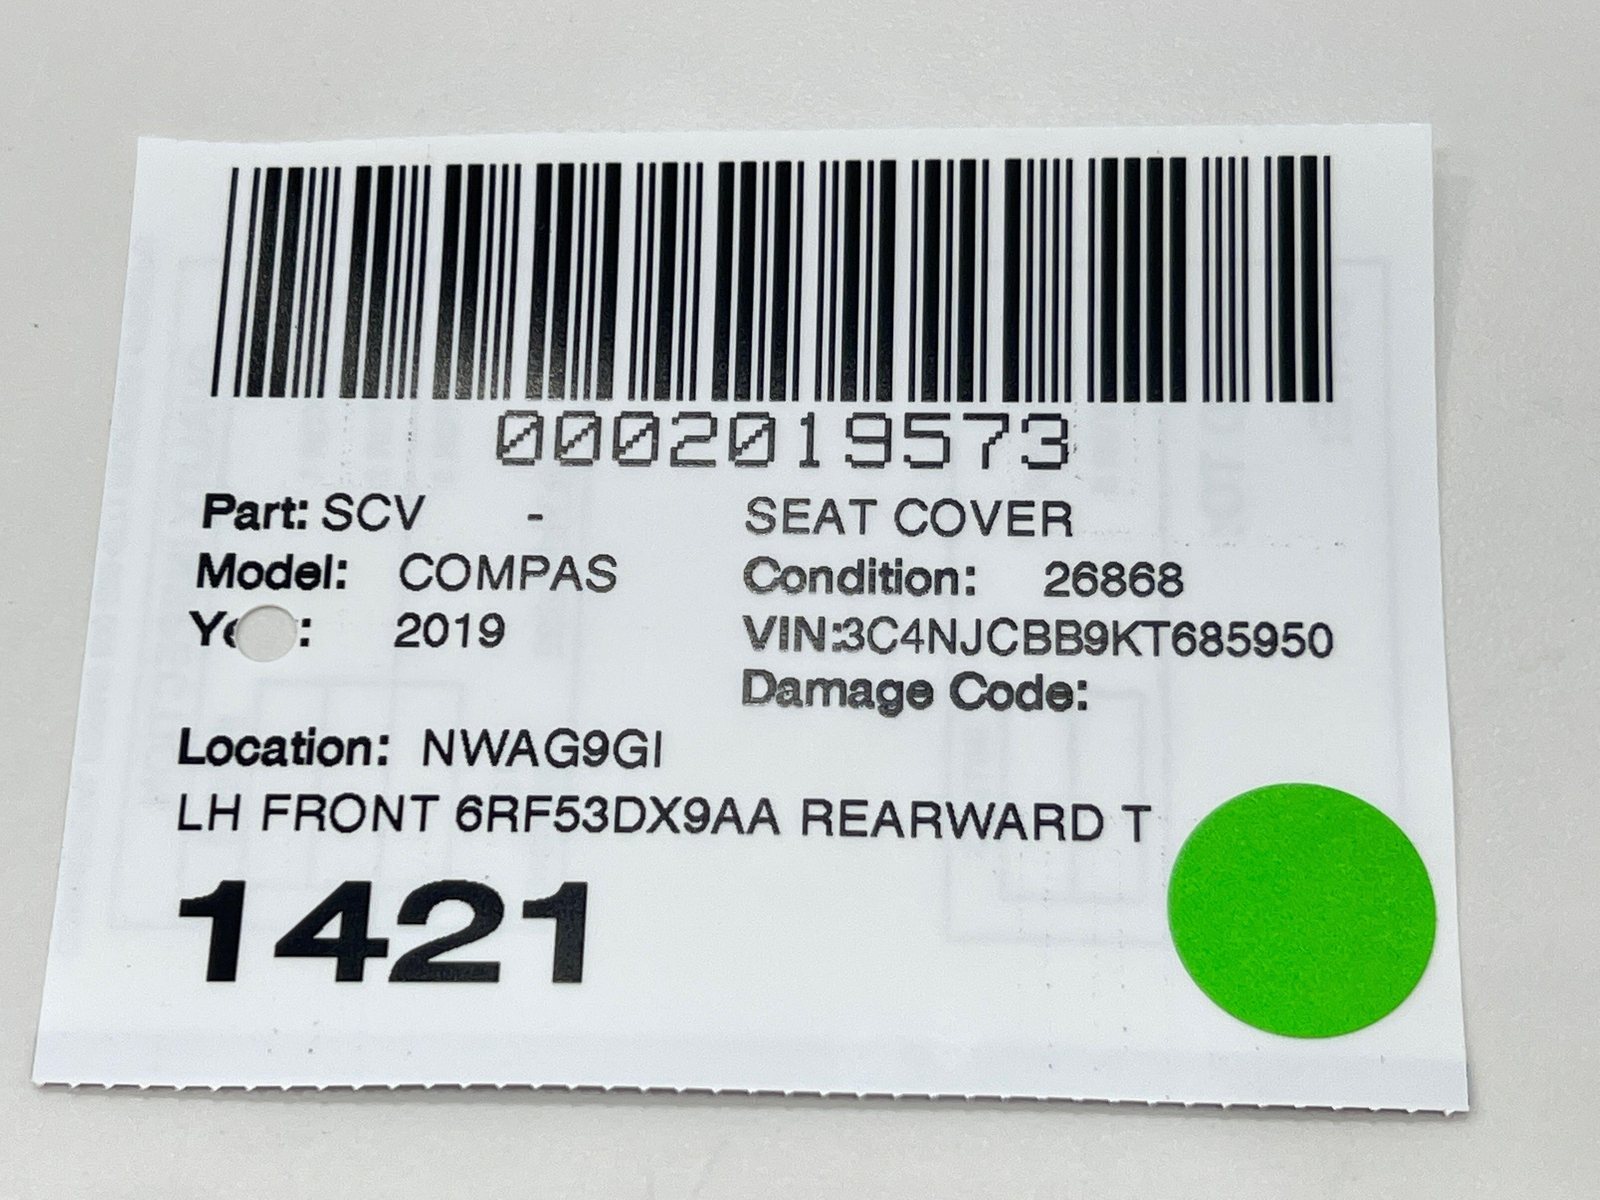 0002019573
Part: SCV - SEAT COVER
Model: COMPAS Condition: 26868
2019 VIN:3C4NJCBB9KT685950
Damage Code:
Location: NWAG9GI
LH FRONT 6RF53DX9AA REARWARD T
1421